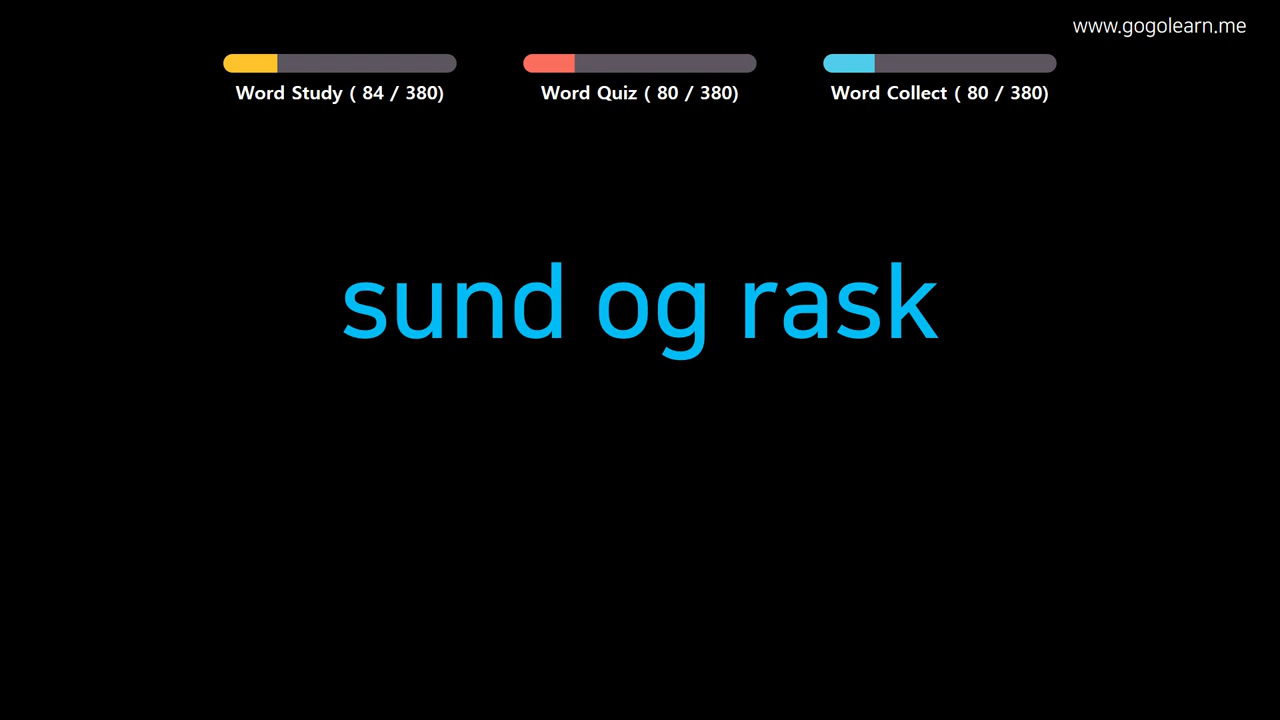 www.gogolearn.me
Word Study ( 84 / 380)
Word Quiz ( 80 / 380)
Word Collect ( 80 / 380)
sund og rask